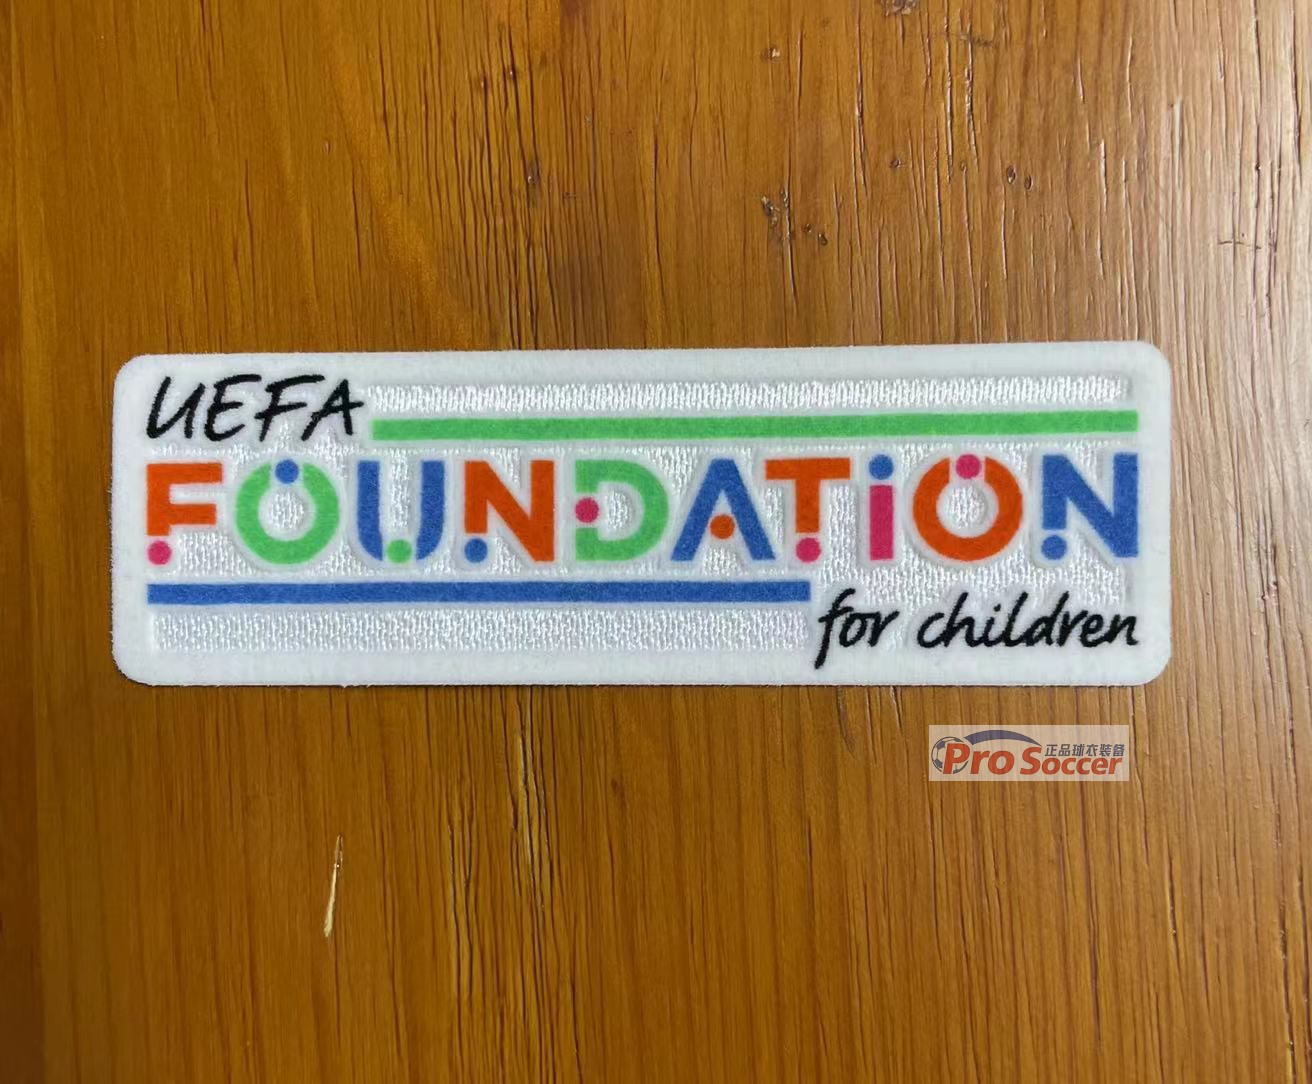 UEFA
FOUNDATION
for children
Pro Soccer 正品球衣装备